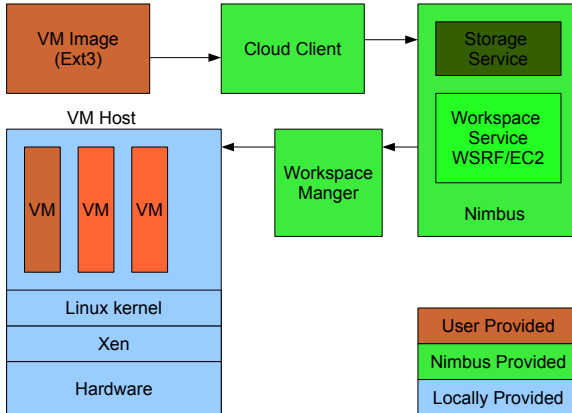 VM Image
(Ext3)
Cloud Client
Storage
Service
Workspace
Service
WSRF/EC2
Nimbus
VM Host
Workspace
Manger
VM
VM
VM
Linux kernel
Xen
Hardware
User Provided
Nimbus Provided
Locally Provided